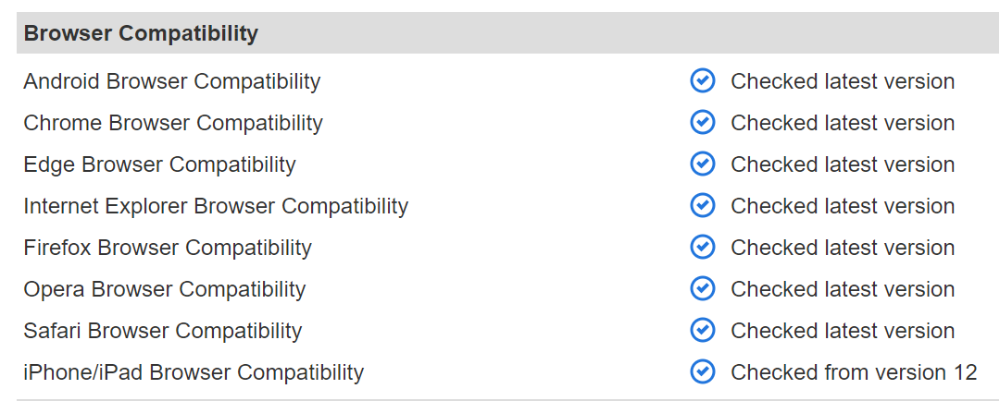 Browser Compatibility
Android Browser Compatibility Checked latest version
Chrome Browser Compatibility Checked latest version
Edge Browser Compatibility Checked latest version
Internet Explorer Browser Compatibility Checked latest version
Firefox Browser Compatibility Checked latest version
Opera Browser Compatibility Checked latest version
Safari Browser Compatibility Checked latest version
iPhone/iPad Browser Compatibility Checked from version 12